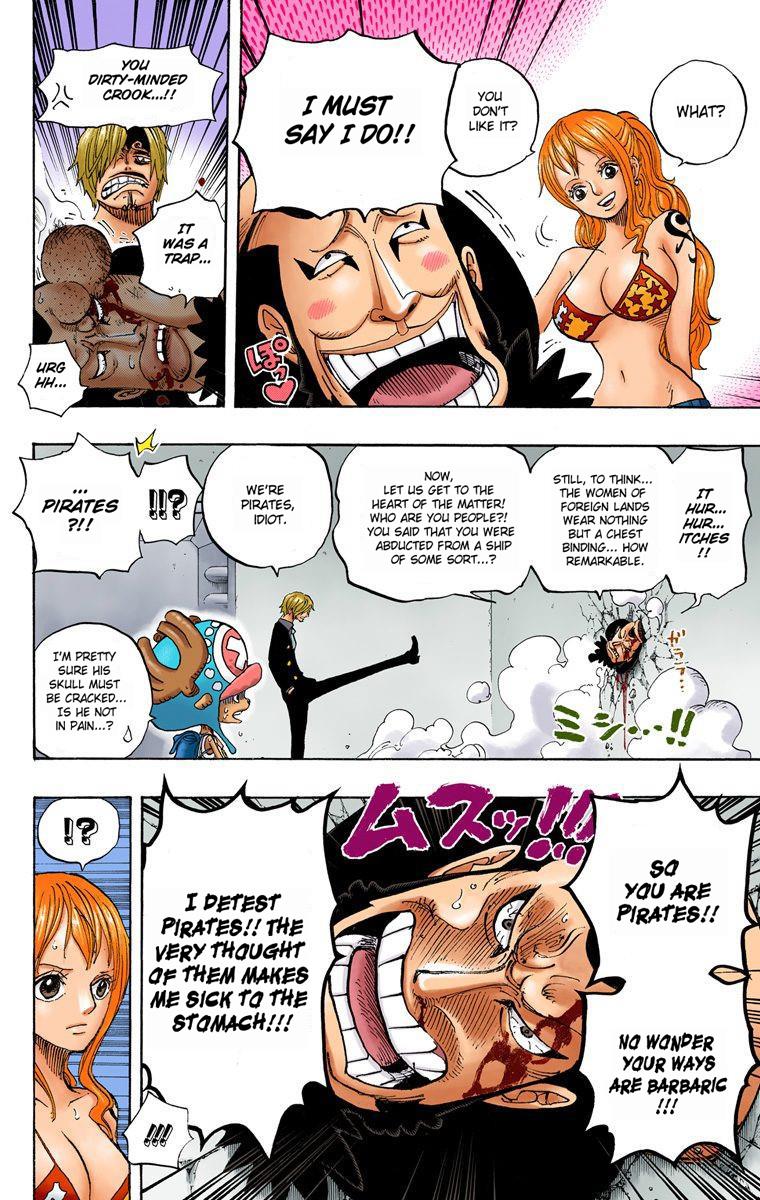 WHAT?
YOU
DON'T
LIKE IT?
I MUST
SAY I DO!!
ぽっ
YOU
DIRTY-MINDED
CROOK...!!
IT
WAS A
TRAP...
URG
HH...
IT
HUR...
HUR...
ITCHES
!!
STILL, TO THINK...
THE WOMEN OF
FOREIGN LANDS
WEAR NOTHING
BUT A CHEST
BINDING... HOW
REMARKABLE.
NOW,
LET US GET TO THE
HEART OF THE MATTER!
WHO ARE YOU PEOPLE?!
YOU SAID THAT YOU WERE
ABDUCTED FROM A SHIP
OF SOME SORT...?
WE'RE
PIRATES,
IDIOT.
!!?
...
PIRATES
?!!
I'M PRETTY
SURE HIS
SKULL MUST
BE CRACKED...
IS HE NOT
IN PAIN...?
ミシ…!!
SO
YOU ARE
PIRATES!!
NO WONDER
YOUR WAYS
ARE BARBARIC
!!!
ムスッ!!!
I DETEST
PIRATES!! THE
VERY THOUGHT
OF THEM MAKES
ME SICK TO THE
STOMACH!!!
!?
!!!